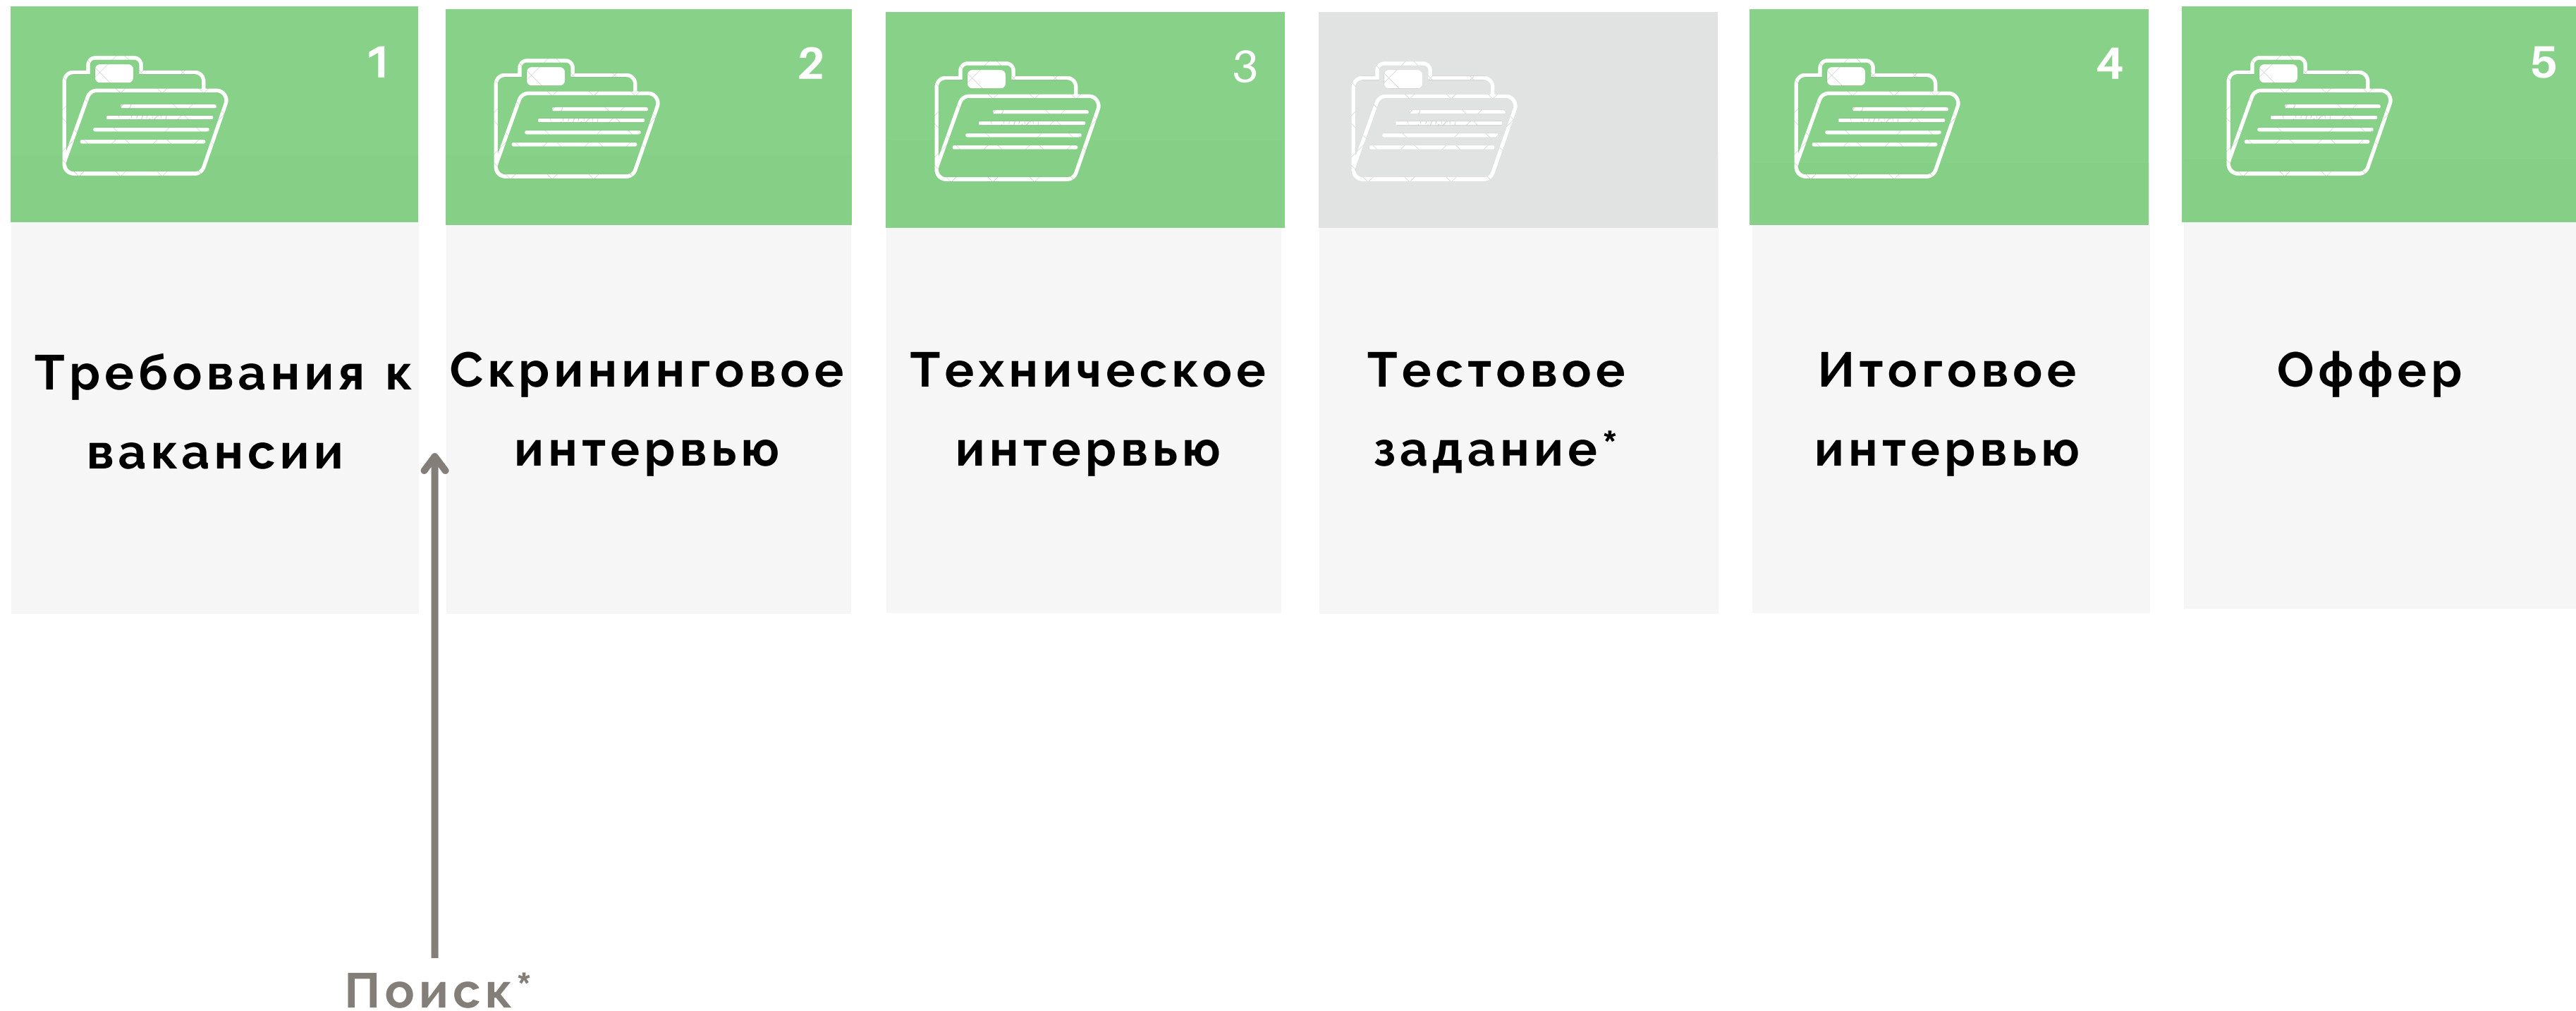 1
Требования к
вакансии
2
Скрининговое
интервью
3
Техническое
интервью
Тестовое
задание*
4
Итоговое
интервью
5
Оффер
Поиск*